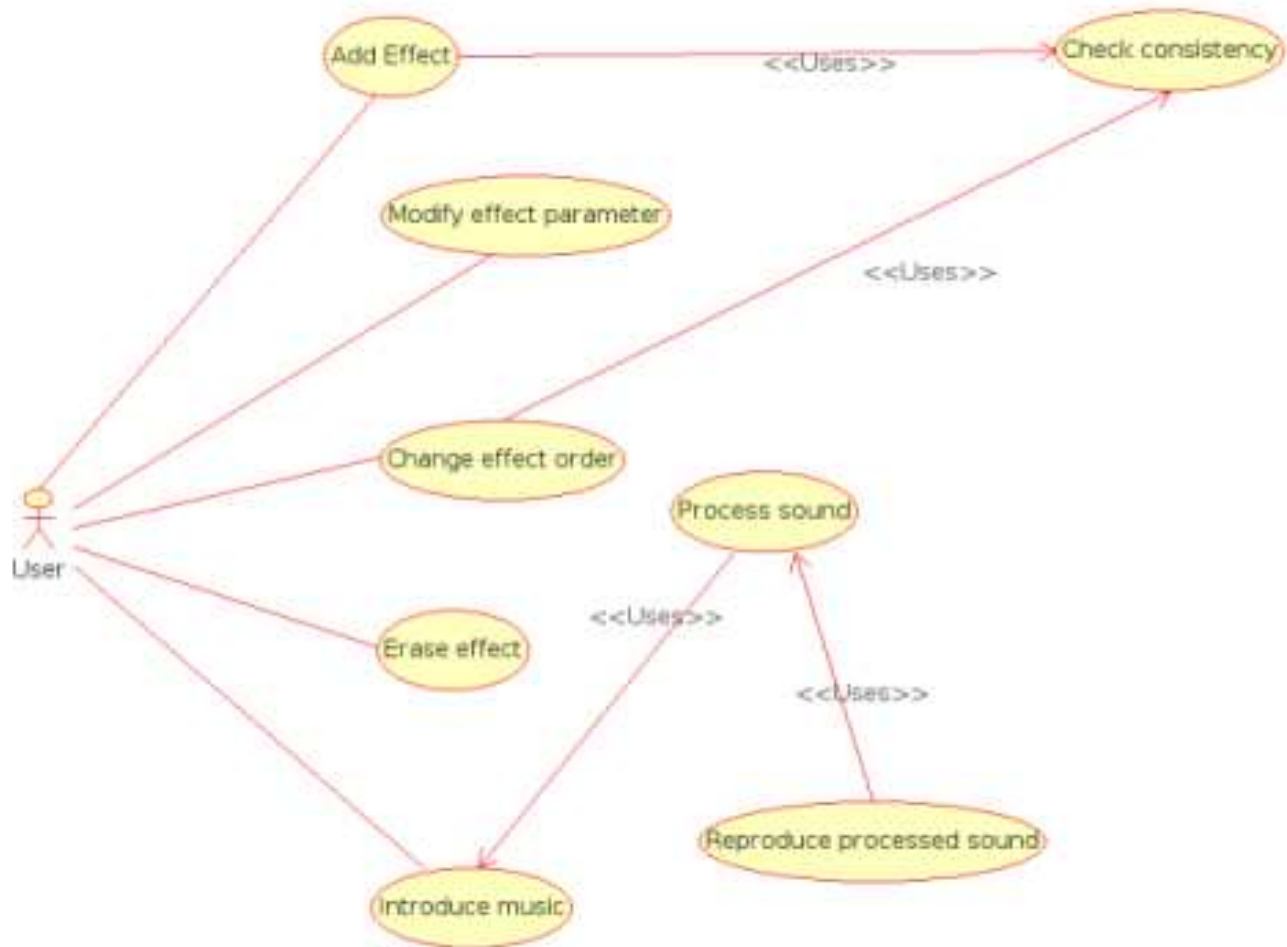 Add Effect
<<Uses>>
Check consistency
Modify effect parameter
<<Uses>>
Change effect order
Process sound
User
<<Uses>>
Erase effect
<<Uses>>
Reproduce processed sound
Introduce music